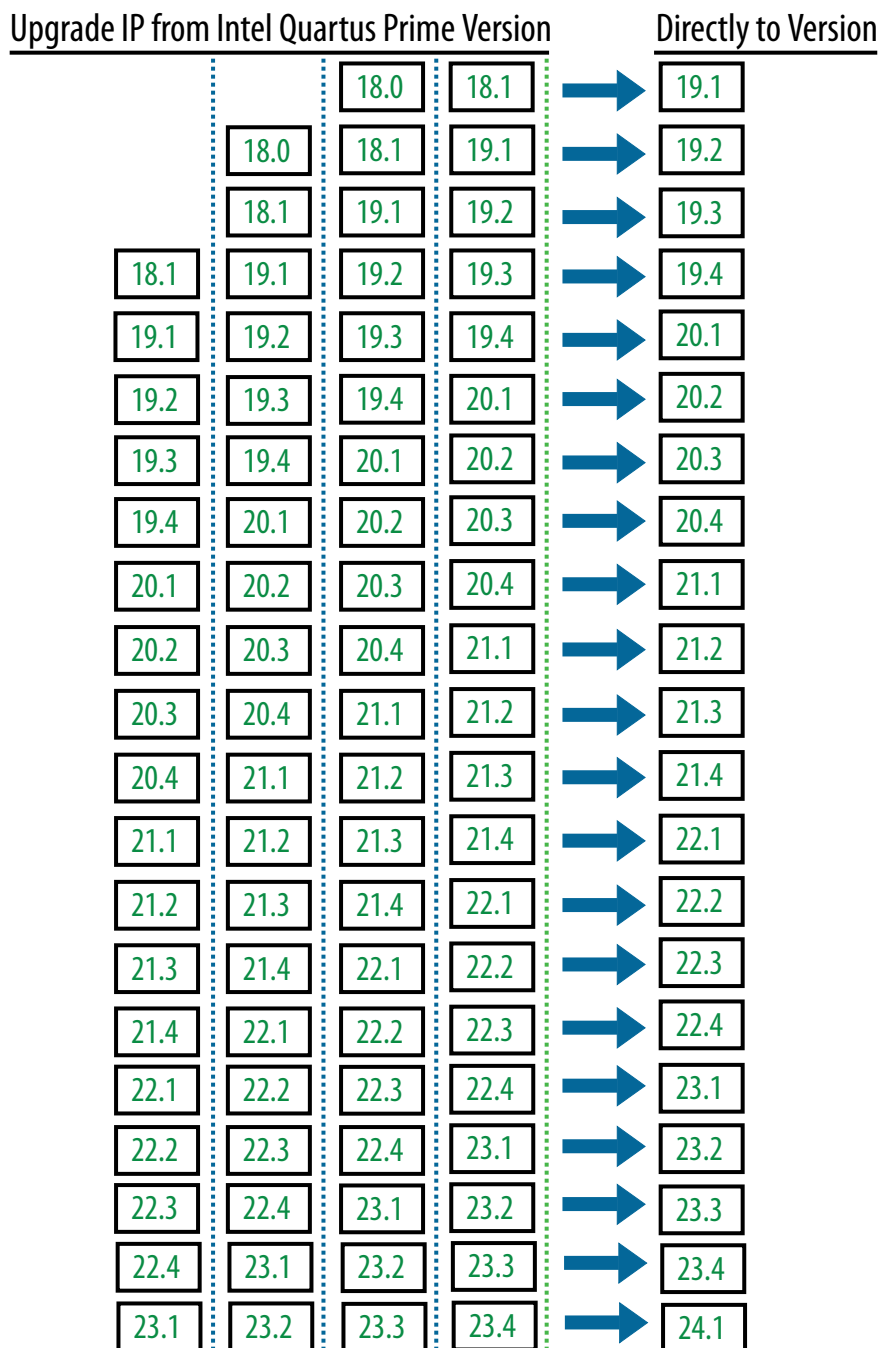 Upgrade IP from Intel Quartus Prime Version Directly to Version
18.0 18.1 19.1
18.0 18.1 19.1 19.2
18.1 19.1 19.2 19.3
18.1 19.1 19.2 19.3 19.4
19.1 19.2 19.3 19.4 20.1
19.2 19.3 19.4 20.1 20.2
19.3 19.4 20.1 20.2 20.3
19.4 20.1 20.2 20.3 20.4
20.1 20.2 20.3 20.4 21.1
20.2 20.3 20.4 21.1 21.2
20.3 20.4 21.1 21.2 21.3
20.4 21.1 21.2 21.3 21.4
21.1 21.2 21.3 21.4 22.1
21.2 21.3 21.4 22.1 22.2
21.3 21.4 22.1 22.2 22.3
21.4 22.1 22.2 22.3 22.4
22.1 22.2 22.3 22.4 23.1
22.2 22.3 22.4 23.1 23.2
22.3 22.4 23.1 23.2 23.3
22.4 23.1 23.2 23.3 23.4
23.1 23.2 23.3 23.4 24.1